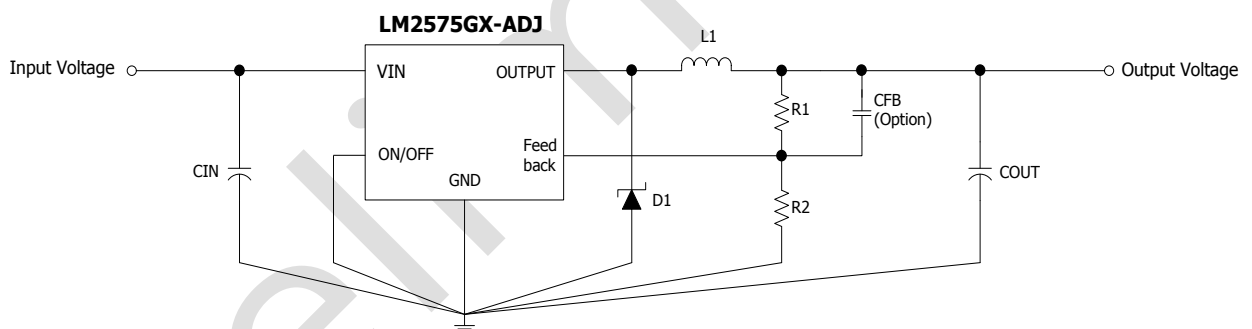 LM2575GX-ADJ
L1
Input Voltage
VIN
OUTPUT
Output Voltage
R1
CFB
(Option)
ON/OFF
Feed
back
CIN
GND
COUT
D1
R2